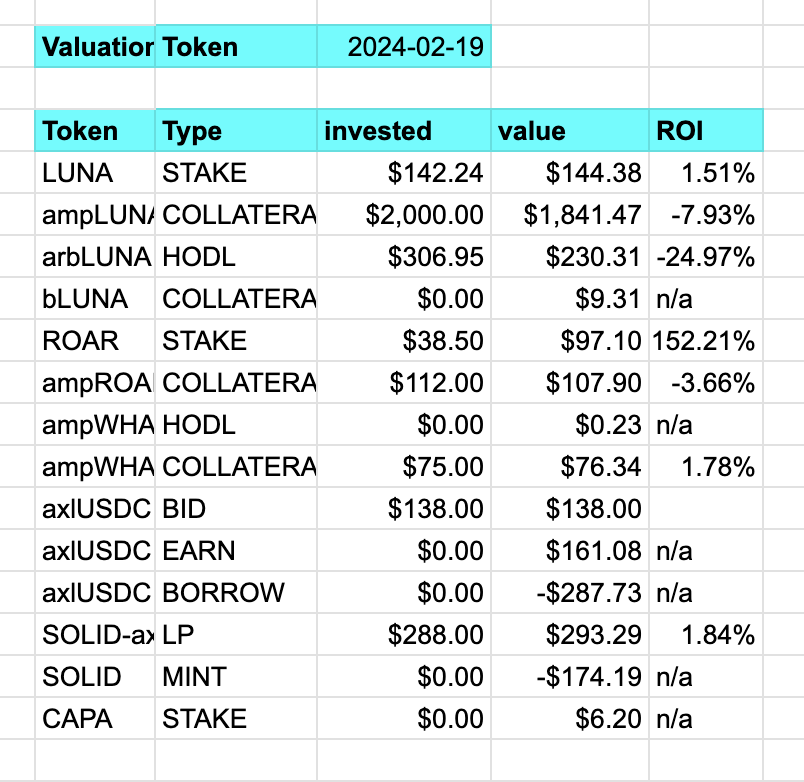 Valuation Token 2024-02-19
Token Type invested value ROI
LUNA STAKE $142.24 $144.38 1.51%
ampLUNA COLLATERA $2,000.00 $1,841.47 -7.93%
arbLUNA HODL $306.95 $230.31 -24.97%
bLUNA COLLATERA $0.00 $9.31 n/a
ROAR STAKE $38.50 $97.10 152.21%
ampROA COLLATERA $112.00 $107.90 -3.66%
ampWHA HODL $0.00 $0.23 n/a
ampWHA COLLATERA $75.00 $76.34 1.78%
axlUSDC BID $138.00 $138.00
axlUSDC EARN $0.00 $161.08 n/a
axlUSDC BORROW $0.00 -$287.73 n/a
SOLID-ax LP $288.00 $293.29 1.84%
SOLID MINT $0.00 -$174.19 n/a
CAPA STAKE $0.00 $6.20 n/a